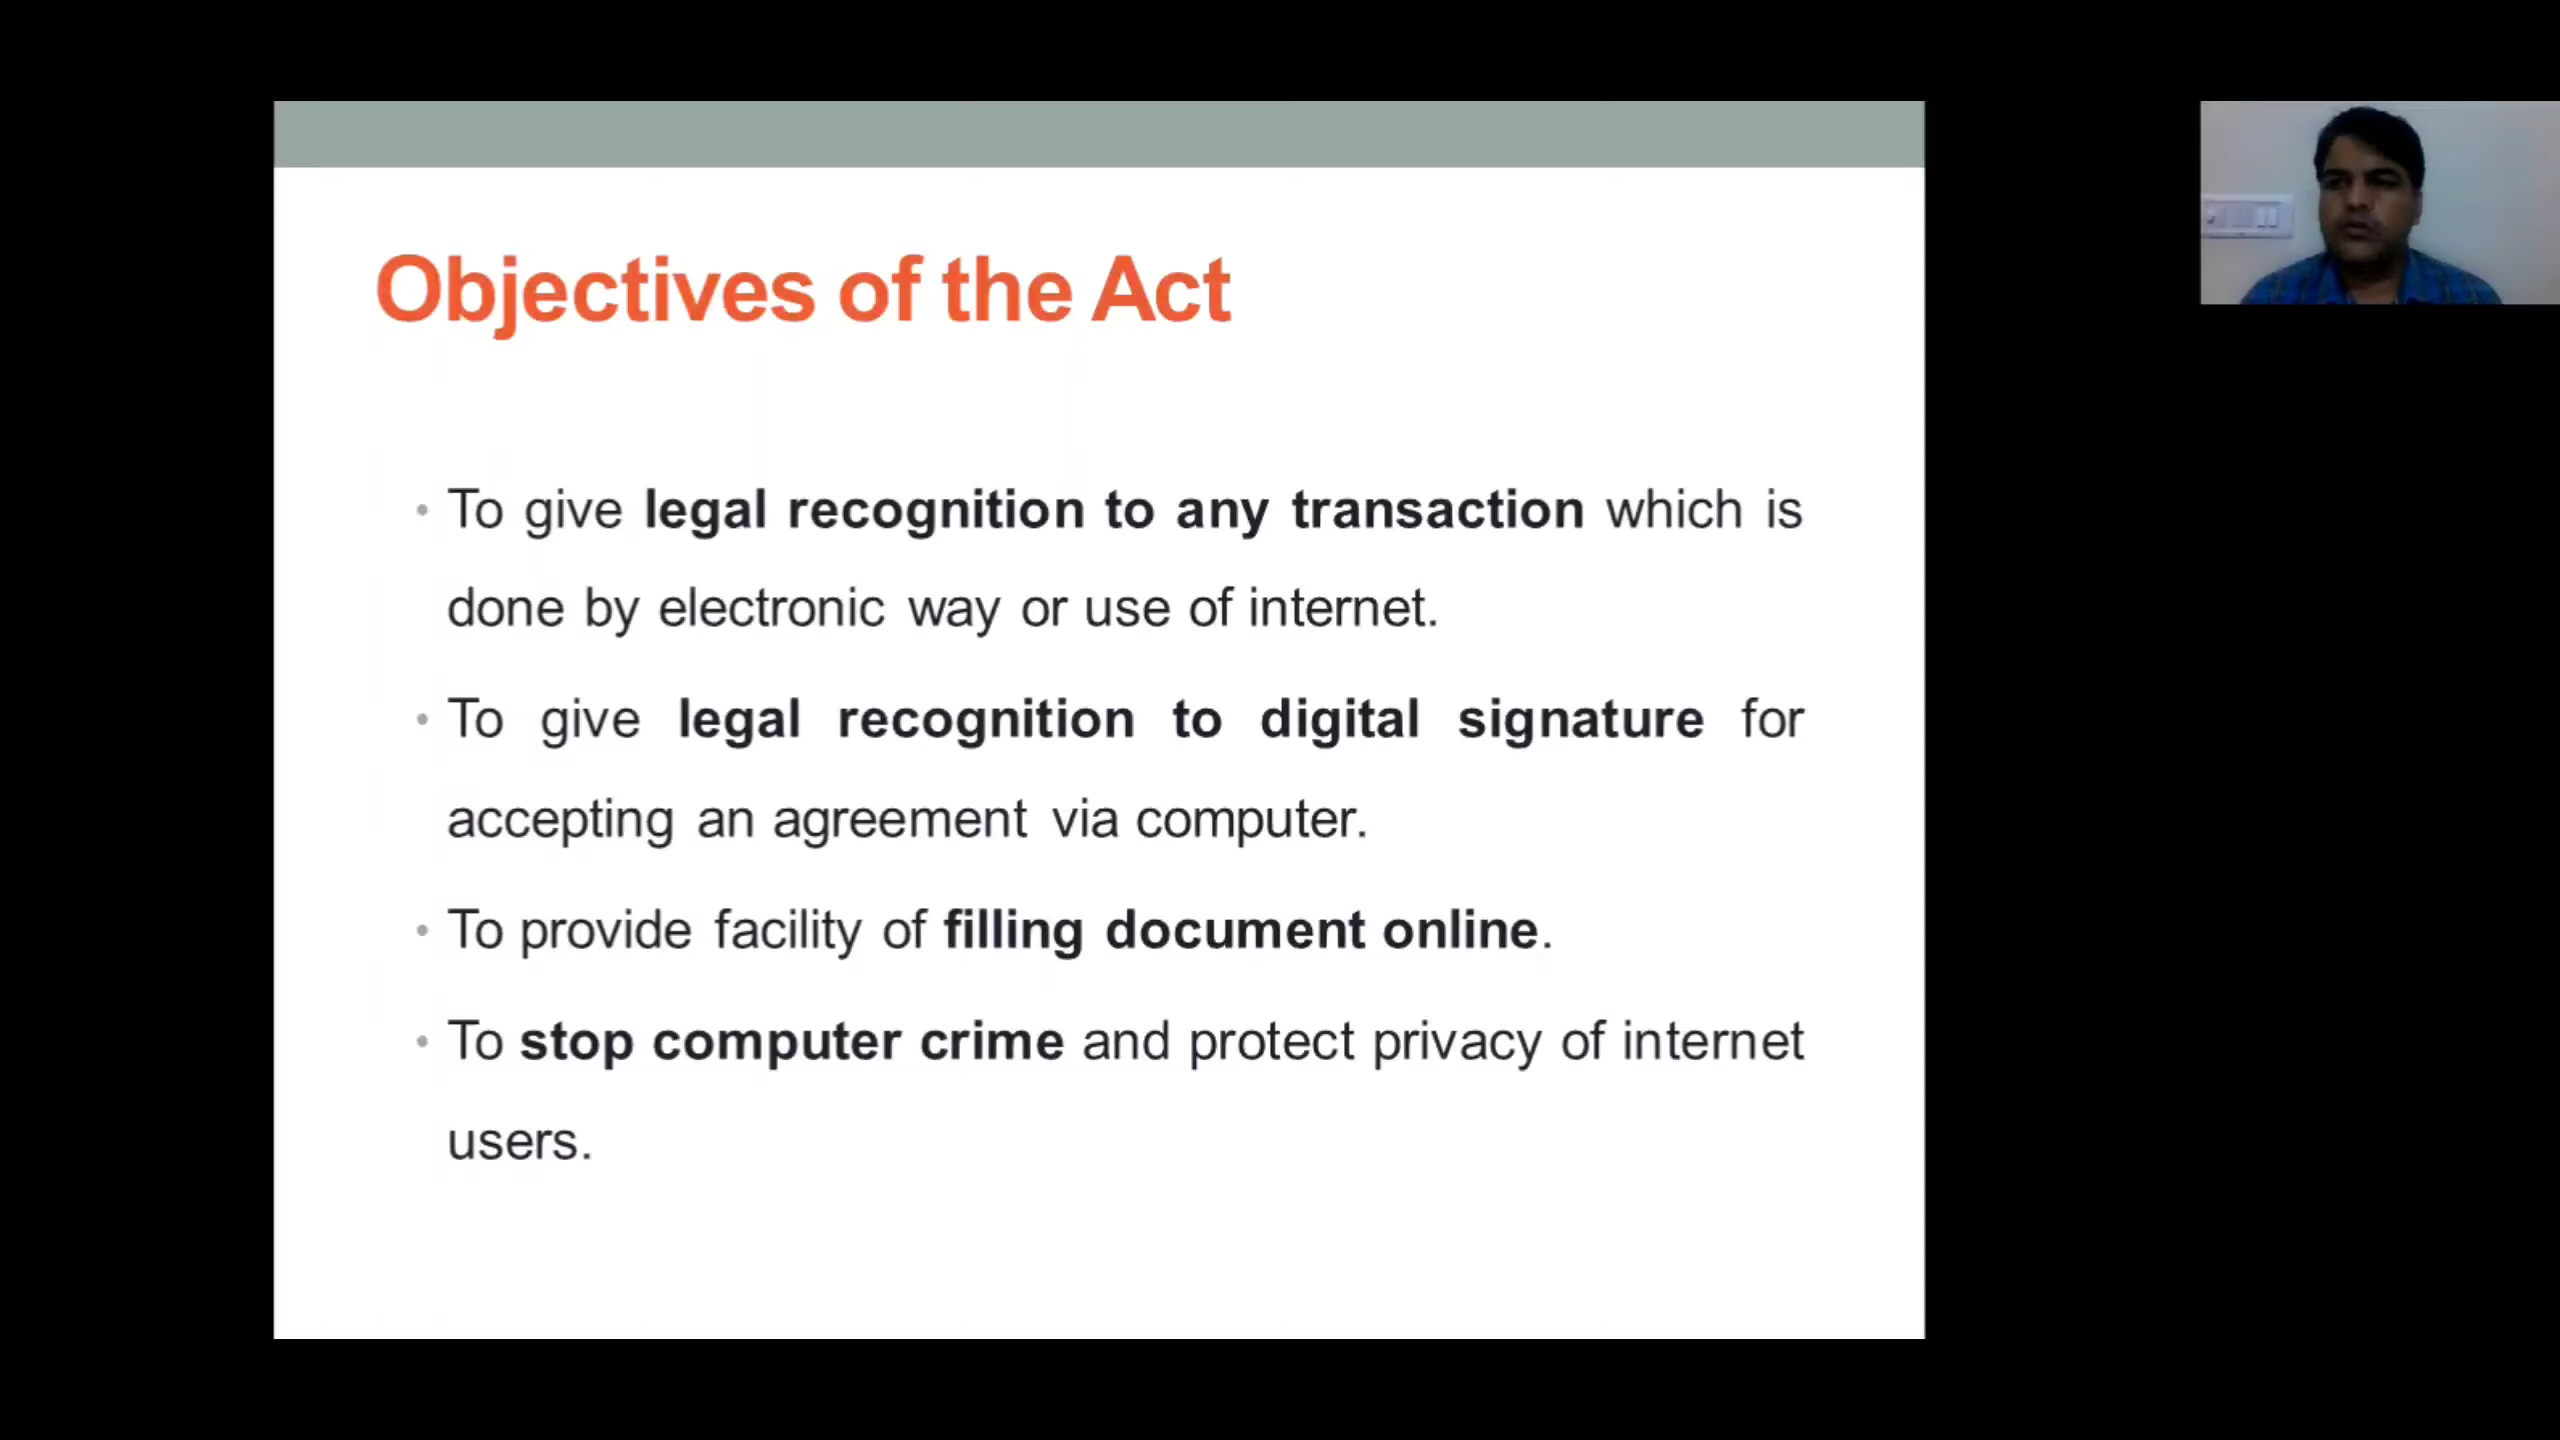 Objectives of the Act
• To give legal recognition to any transaction which is
done by electronic way or use of internet.
• To give legal recognition to digital signature for
accepting an agreement via computer.
• To provide facility of filling document online.
• To stop computer crime and protect privacy of internet
users.